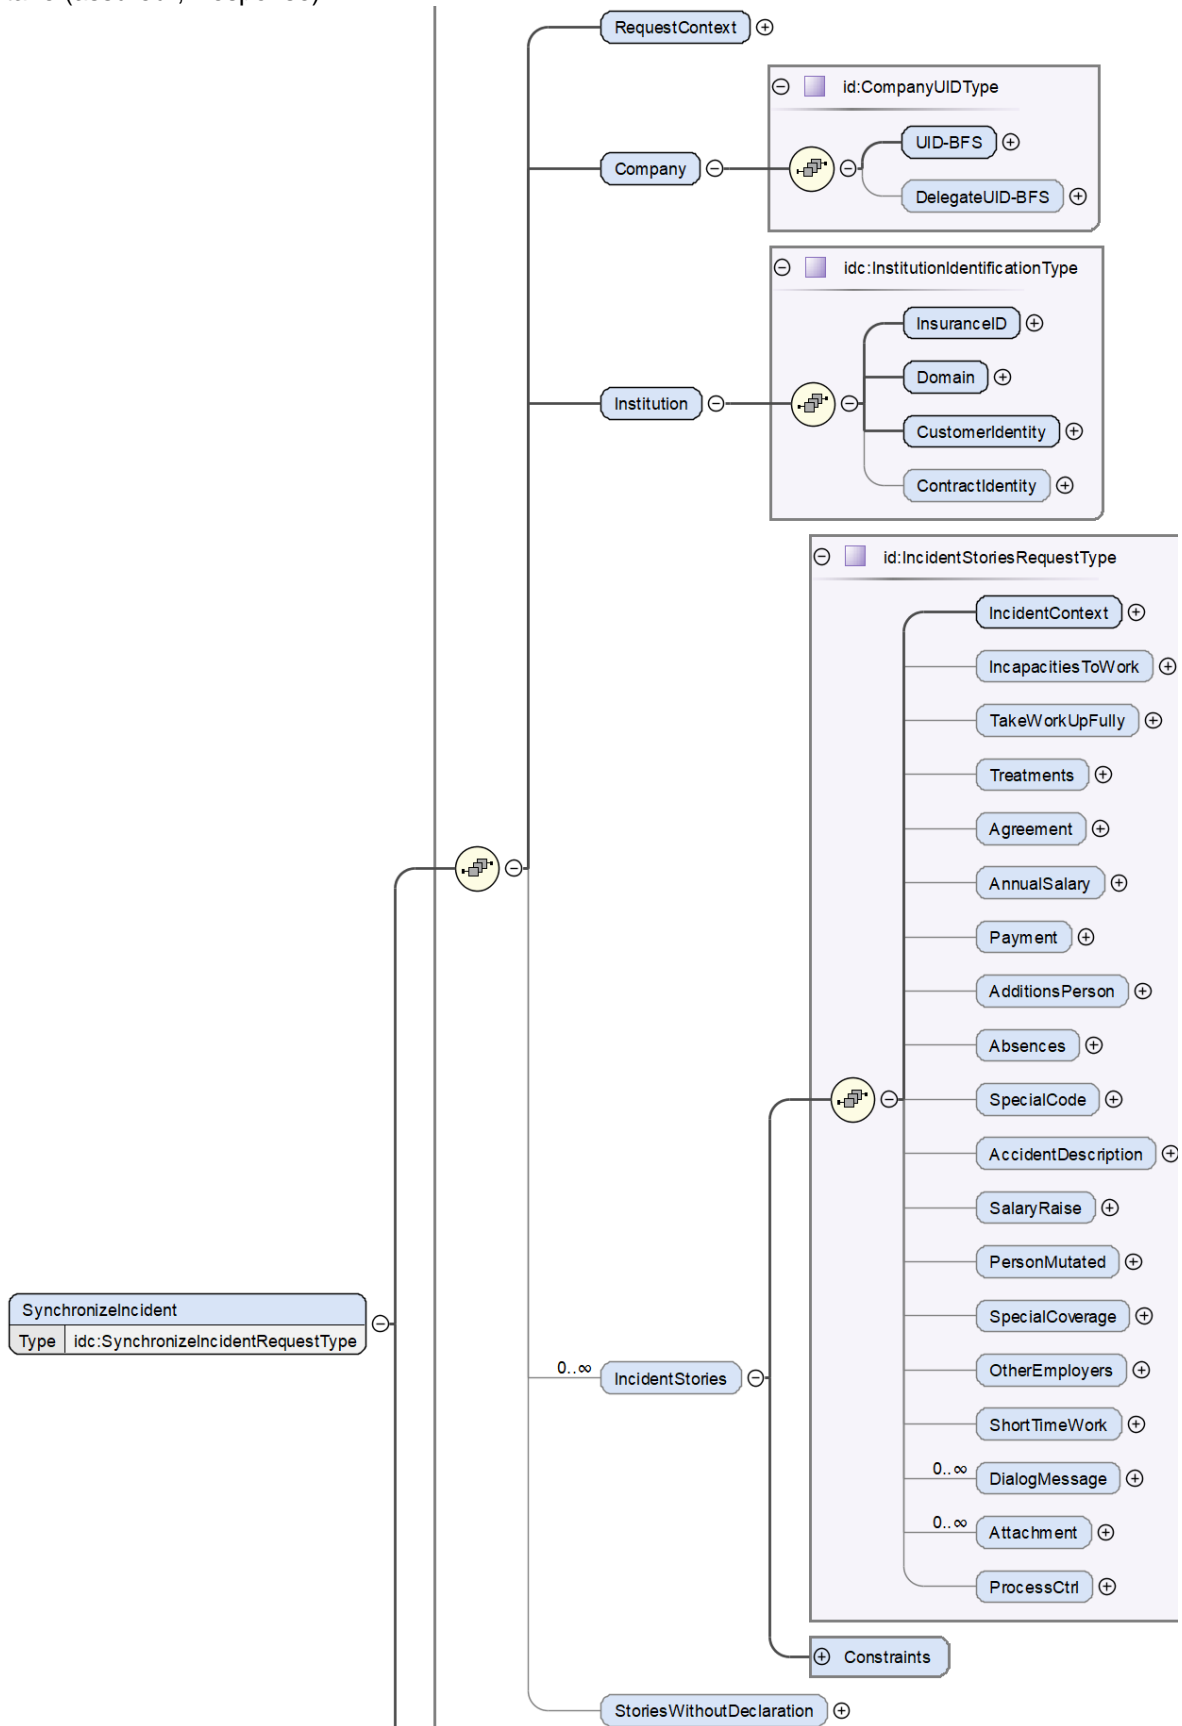 RequestContext
id:CompanyUIDType
UID-BFS
Company
DelegateUID-BFS
idc:InstitutionIdentificationType
InsuranceID
Domain
Institution
CustomerIdentity
ContractIdentity
id:IncidentStoriesRequestType
IncidentContext
IncapacitiesToWork
TakeWorkUpFully
Treatments
Agreement
AnnualSalary
Payment
AdditionsPerson
Absences
SpecialCode
AccidentDescription
SalaryRaise
PersonMutated
SynchronizeIncident
SpecialCoverage
Type idc:SynchronizeIncidentRequestType
0..∞ IncidentStories
OtherEmployers
ShortTimeWork
0..∞ DialogMessage
0..∞ Attachment
ProcessCtrl
Constraints
StoriesWithoutDeclaration